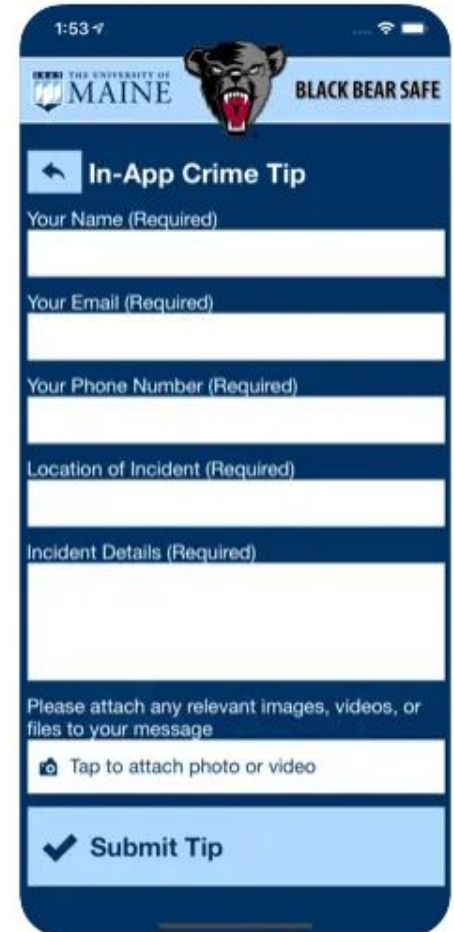 1:53
THE UNIVERSITY OF
MAINE
BLACK BEAR SAFE
In-App Crime Tip
Your Name (Required)
Your Email (Required)
Your Phone Number (Required)
Location of Incident (Required)
Incident Details (Required)
Please attach any relevant images, videos, or
files to your message
Tap to attach photo or video
Submit Tip